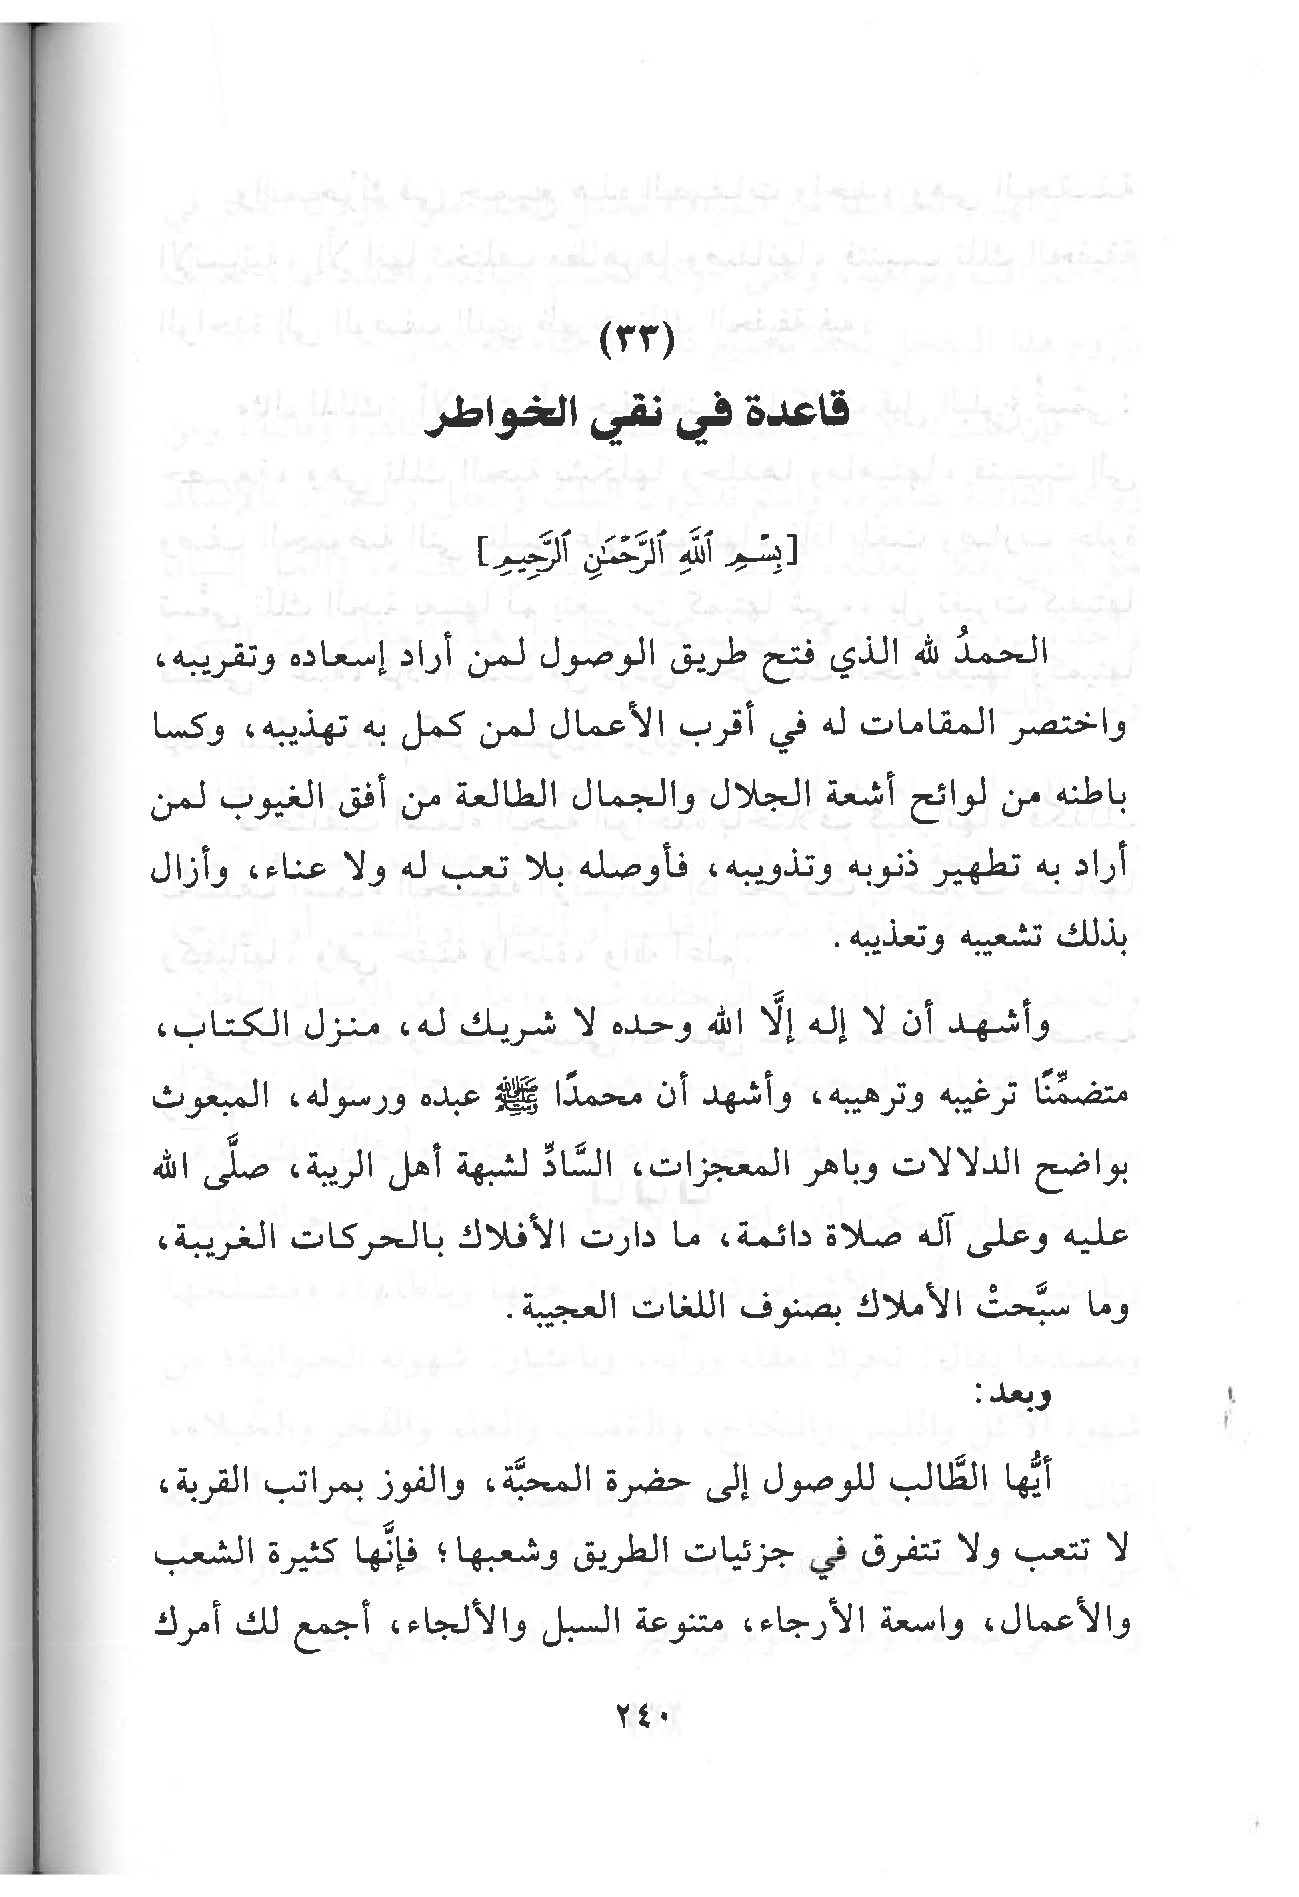 (٣٣)
قاعدة في نقي الخواطر
[بِسْمِ ٱللَّهِ ٱلرَّحْمَٰنِ ٱلرَّحِيمِ]
الحمدُ لله الذي فتح طريق الوصول لمن أراد إسعاده وتقريبه،
واختصر المقامات له في أقرب الأعمال لمن كمل به تهذيبه، وكسا
باطنه من لوائح أشعة الجلال والجمال الطالعة من أفق الغيوب لمن
أراد به تطهير ذنوبه وتذويبه، فأوصله بلا تعب له ولا عناء، وأزال
بذلك تشعيبه وتعذيبه.
وأشهد أن لا إله إلَّا الله وحده لا شريك له، منزل الكتاب،
متضمِّنًا ترغيبه وترهيبه، وأشهد أن محمدًا ﷺ عبده ورسوله، المبعوث
بواضح الدلالات وباهر المعجزات، السَّادِّ لشبهة أهل الريبة، صلَّى الله
عليه وعلى آله صلاة دائمة، ما دارت الأفلاك بالحركات الغريبة،
وما سبَّحتْ الأملاك بصنوف اللغات العجيبة.
وبعد:
أيُّها الطَّالب للوصول إلى حضرة المحبَّة، والفوز بمراتب القربة،
لا تتعب ولا تتفرق في جزئيات الطريق وشعبها؛ فإنَّها كثيرة الشعب
والأعمال، واسعة الأرجاء، متنوعة السبل والألجاء، أجمع لك أمرك
٢٤٠